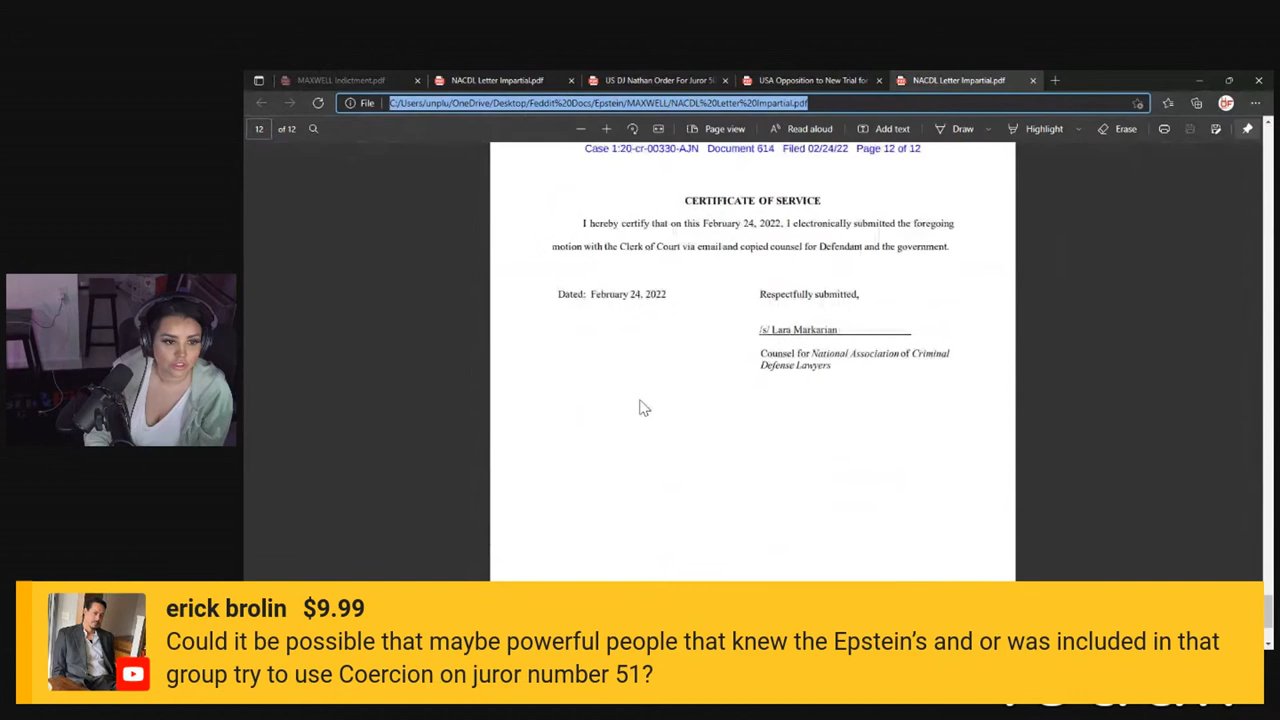 MAXWELL Indictment.pdf
NACDL Letter Impartial.pdf
US DJ Nathan Order For Juror 50
USA Opposition to New Trial for
NACDL Letter Impartial.pdf
File
C:/Users/unplu/OneDrive/Desktop/Feddit%20Docs/Epstein/MAXWELL/NACDL%20Letter%20Impartial.pdf
12 of 12
Page view
Read aloud
Add text
Draw
Highlight
Erase
Case 1:20-cr-00330-AJN Document 614 Filed 02/24/22 Page 12 of 12
CERTIFICATE OF SERVICE
I hereby certify that on this February 24, 2022, I electronically submitted the foregoing
motion with the Clerk of Court via email and copied counsel for Defendant and the government.
Dated: February 24, 2022
Respectfully submitted,
/s/ Lara Markarian
Counsel for National Association of Criminal
Defense Lawyers
erick brolin $9.99
Could it be possible that maybe powerful people that knew the Epstein's and or was included in that
group try to use Coercion on juror number 51?